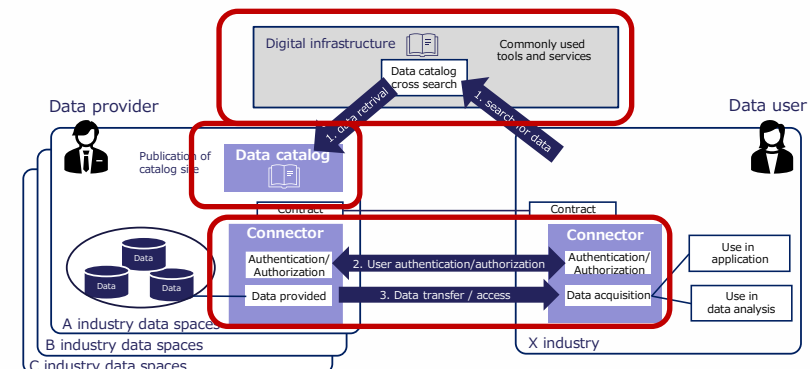 Digital infrastructure
Commonly used
tools and services
Data catalog
cross search
1. data retrival
1. search for data
Data provider
Data user
Publication of
catalog site
Data catalog
Contract
Contract
Connector
Connector
Authentication/
Authorization
2. User authentication/authorization
Authentication/
Authorization
Data provided
3. Data transfer / access
Data acquisition
Use in
application
Use in
data analysis
Data
Data
Data
A industry data spaces
B industry data spaces
C industry data spaces
X industry